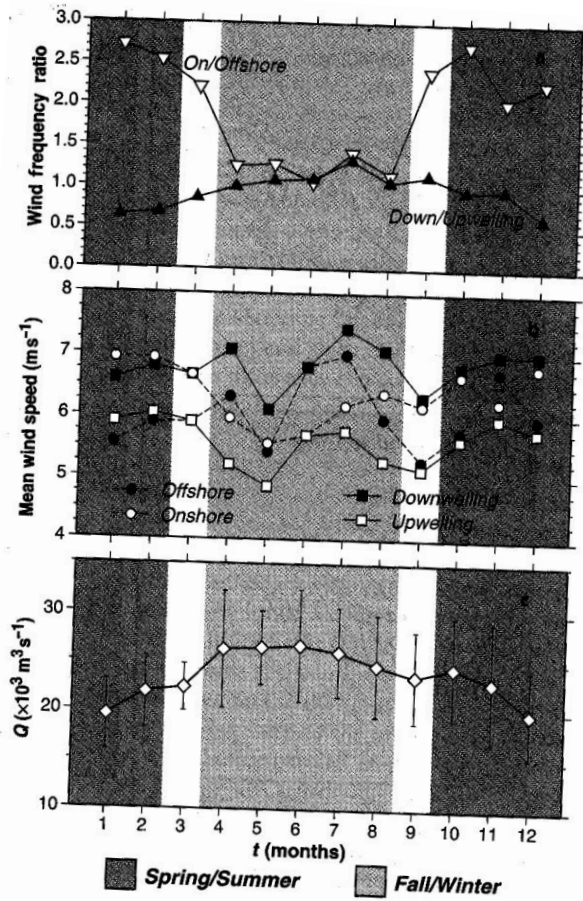 3.0
2.5
2.0
1.5
1.0
0.5
0.0
Wind frequency ratio
On/Offshore
a
Down/Upwelling
8
7
6
5
4
Mean wind speed (ms⁻¹)
b
Offshore
Onshore
Downwelling
Upwelling
30
20
10
Q (×10³ m³s⁻¹)
c
1 2 3 4 5 6 7 8 9 10 11 12
t (months)
Spring/Summer
Fall/Winter